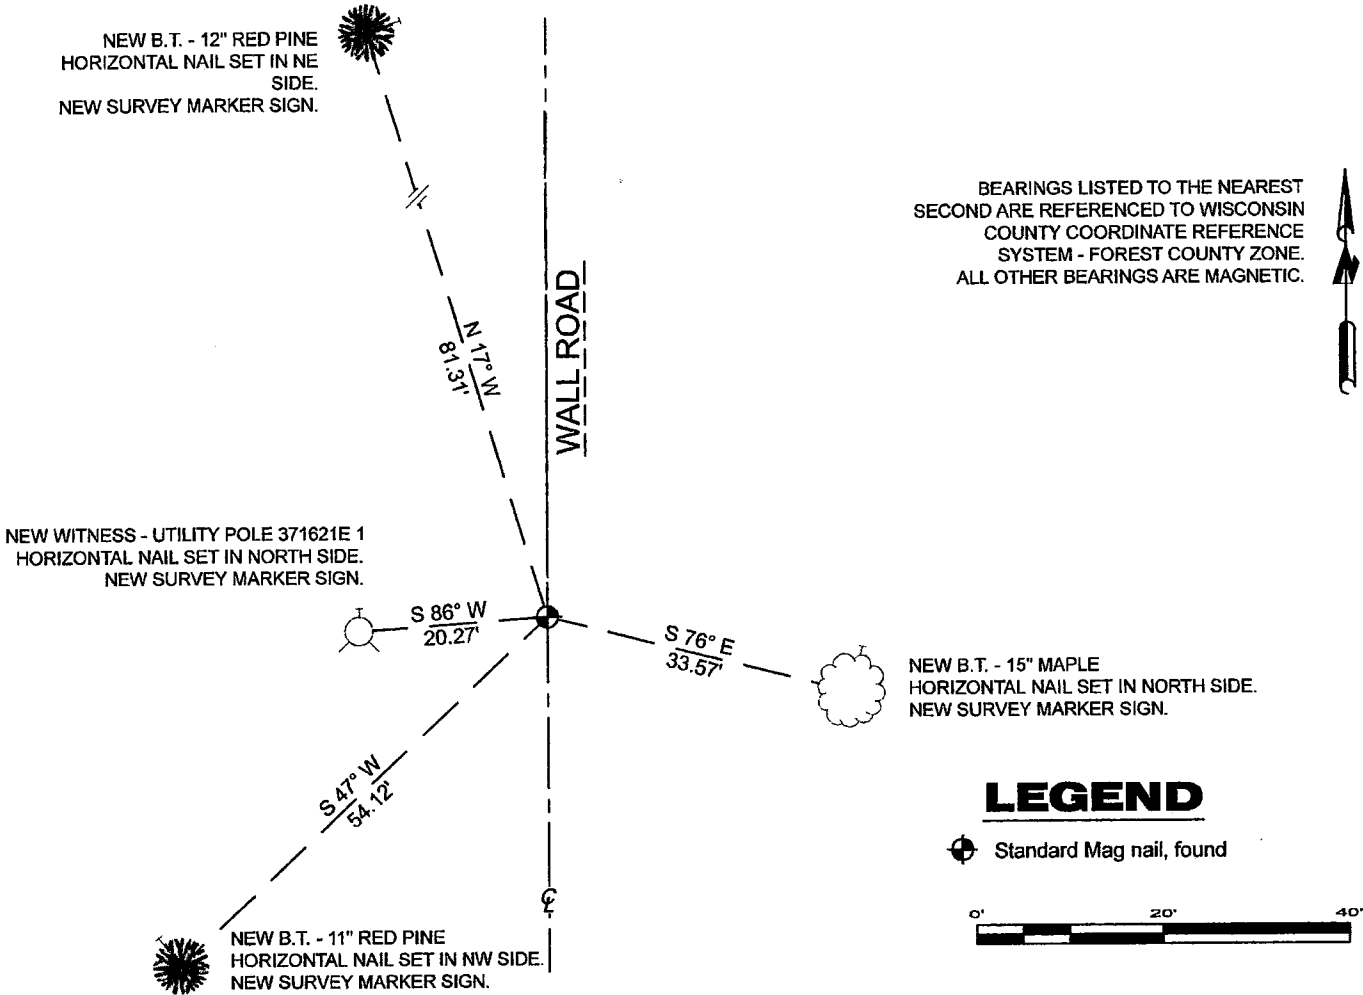 NEW B.T. - 12" RED PINE
HORIZONTAL NAIL SET IN NE
SIDE.
NEW SURVEY MARKER SIGN.
BEARINGS LISTED TO THE NEAREST
SECOND ARE REFERENCED TO WISCONSIN
COUNTY COORDINATE REFERENCE
SYSTEM - FOREST COUNTY ZONE.
ALL OTHER BEARINGS ARE MAGNETIC.
N 17° W
81.31'
WALL ROAD
NEW WITNESS - UTILITY POLE 371621E 1
HORIZONTAL NAIL SET IN NORTH SIDE.
NEW SURVEY MARKER SIGN.
S 86° W
20.27'
S 76° E
33.57'
NEW B.T. - 15" MAPLE
HORIZONTAL NAIL SET IN NORTH SIDE.
NEW SURVEY MARKER SIGN.
S 47° W
54.12'
LEGEND
Standard Mag nail, found
℄
0' 20' 40'
NEW B.T. - 11" RED PINE
HORIZONTAL NAIL SET IN NW SIDE.
NEW SURVEY MARKER SIGN.